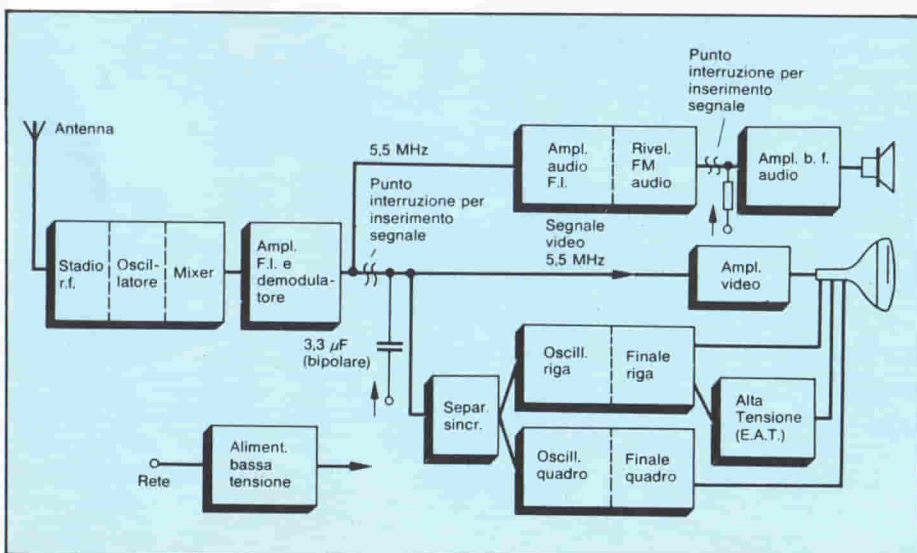 Punto
interruzione per
inserimento
segnale
Antenna
5,5 MHz
Ampl.
audio
F.I.
Rivel.
FM
audio
Ampl. b. f.
audio
Punto
interruzione per
inserimento
segnale
Segnale
video
5,5 MHz
Stadio
r.f.
Oscil-
latore
Mixer
Ampl.
F.I. e
demodula-
tore
Ampl.
video
3,3 µF
(bipolare)
Oscill.
riga
Finale
riga
Separ.
sincr.
Alta
Tensione
(E.A.T.)
Rete
Aliment.
bassa
tensione
Oscill.
quadro
Finale
quadro